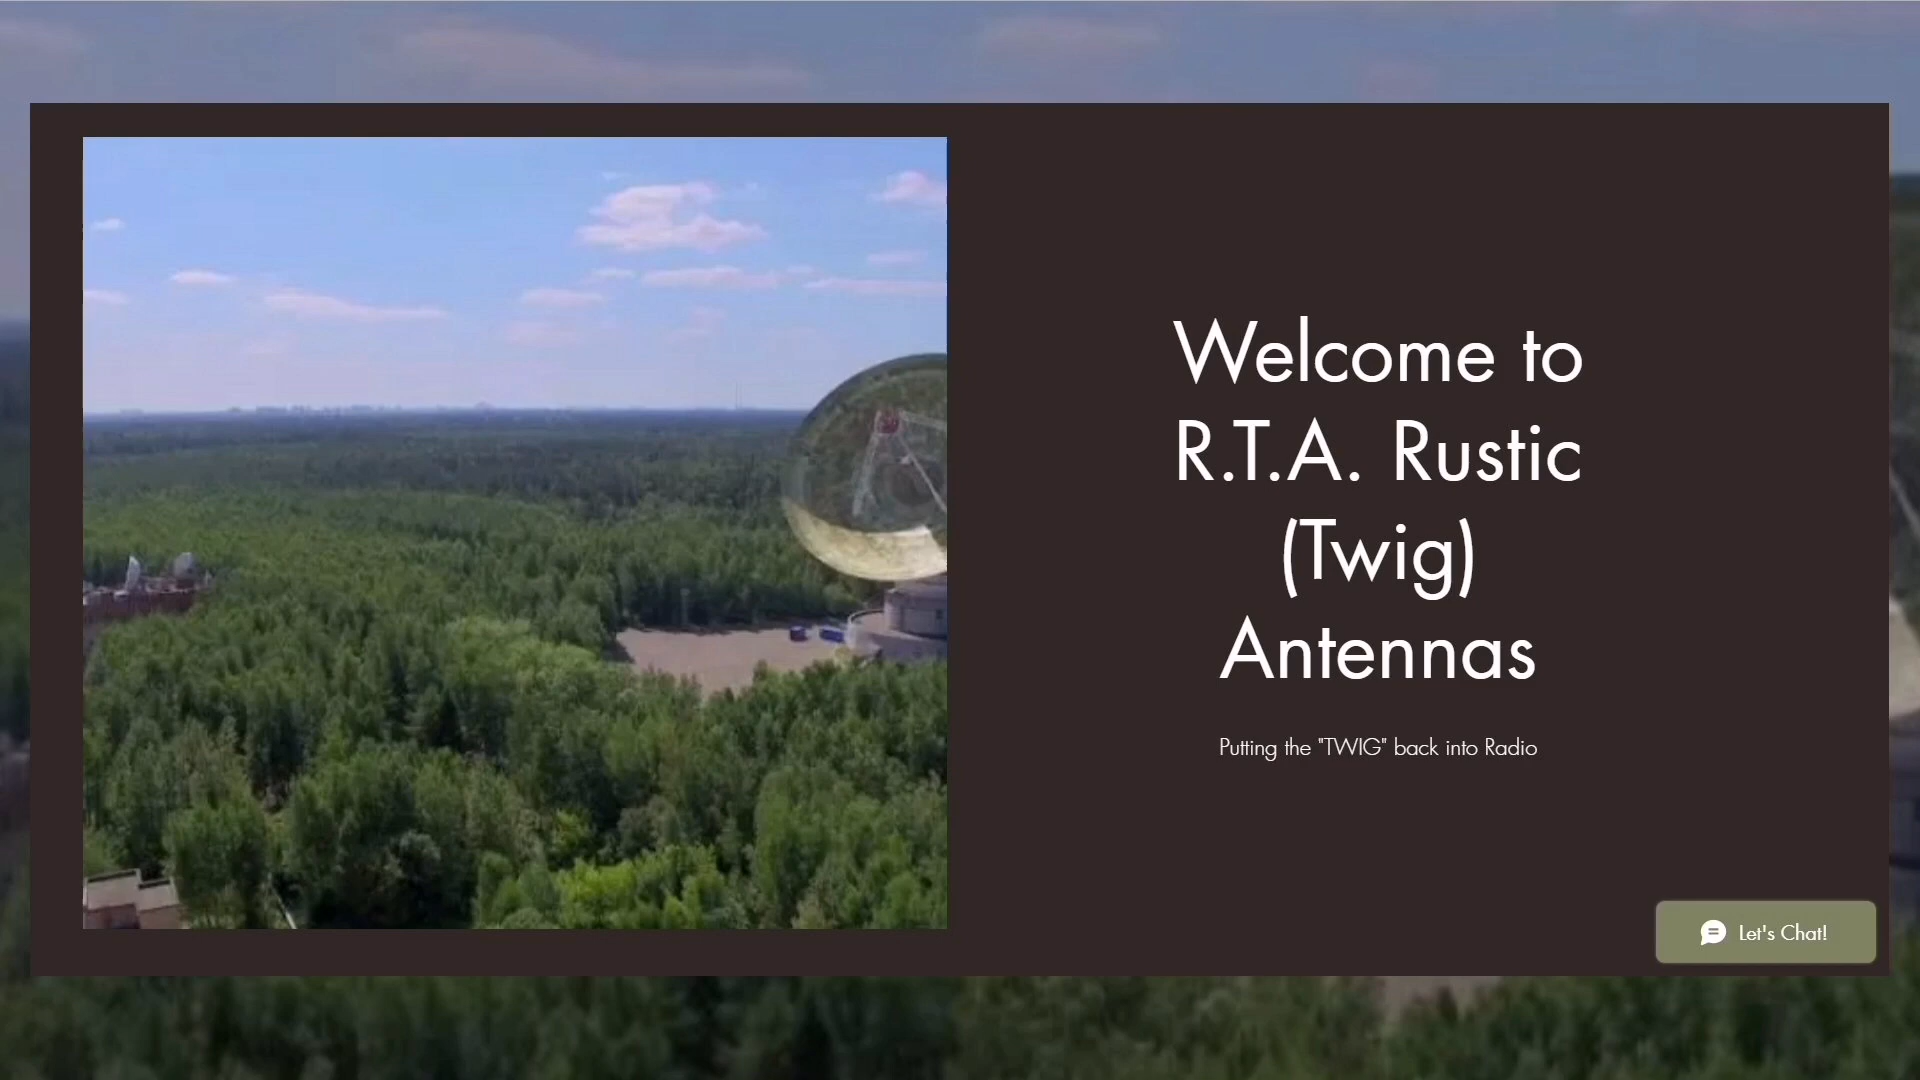 Welcome to
R.T.A. Rustic
(Twig)
Antennas
Putting the "TWIG" back into Radio
Let's Chat!